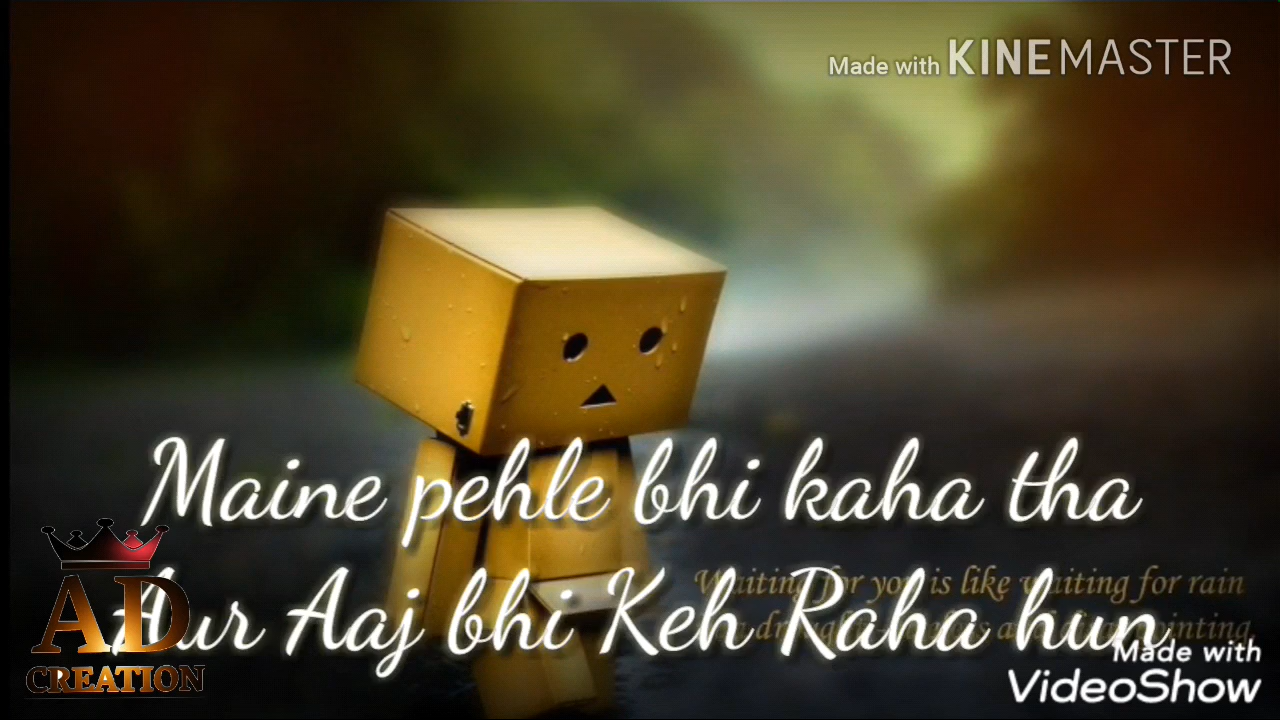 Made with KINEMASTER
Maine pehle bhi kaha tha
Waiting for you is like waiting for rain
Aur Aaj bhi Keh Raha hun
AD
CREATION
Made with
VideoShow